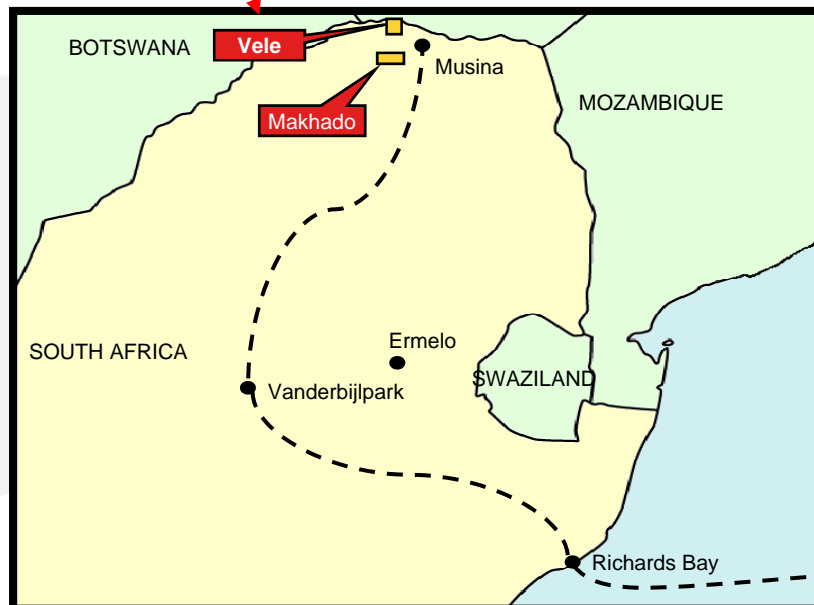 BOTSWANA
Vele
Musina
MOZAMBIQUE
Makhado
SOUTH AFRICA
Ermelo
SWAZILAND
Vanderbijlpark
Richards Bay